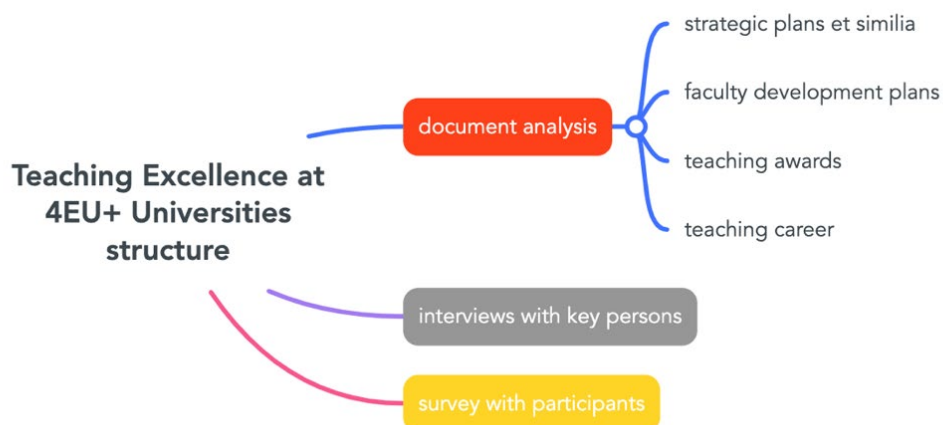 Teaching Excellence at
4EU+ Universities
structure
document analysis
strategic plans et similia
faculty development plans
teaching awards
teaching career
interviews with key persons
survey with participants